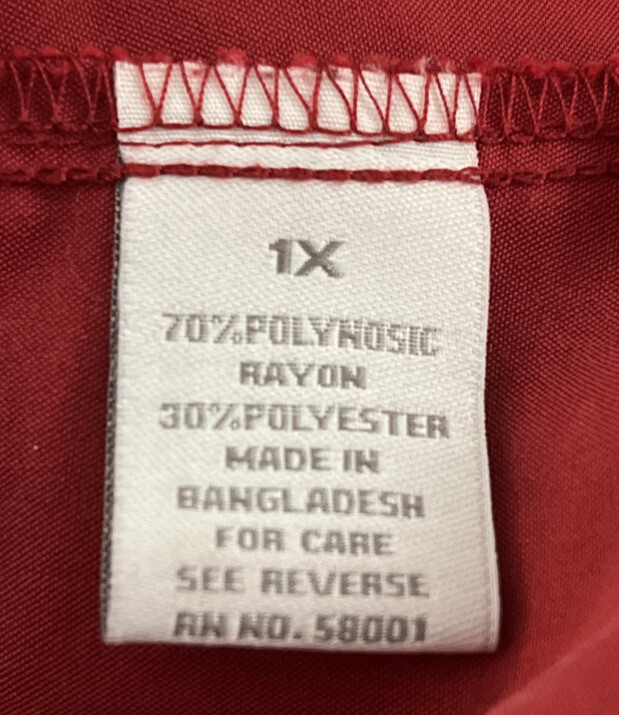 1X
70%POLYNOSIC
RAYON
30%POLYESTER
MADE IN
BANGLADESH
FOR CARE
SEE REVERSE
RN NO. 58001